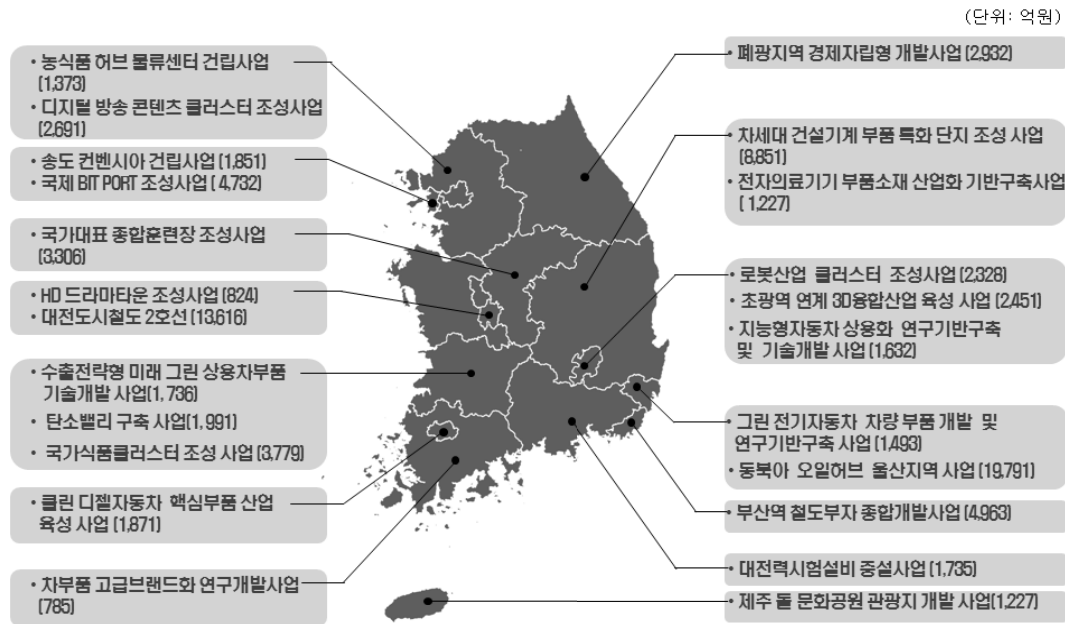 (단위: 억원)
• 농식품 허브 물류센터 건립사업
(1,373)
• 디지털 방송 콘텐츠 클러스터 조성사업
(2,691)
• 송도 컨벤시아 건립사업 (1,851)
• 국제 BIT PORT 조성사업 ( 4,732)
• 국가대표 종합훈련장 조성사업
(3,306)
• HD 드라마타운 조성사업 (824)
• 대전도시철도 2호선 (13,616)
• 수출전략형 미래 그린 상용차부품
기술개발 사업(1, 736)
• 탄소밸리 구축 사업(1, 991)
• 국가식품클러스터 조성 사업 (3,779)
• 클린 디젤자동차 핵심부품 산업
육성 사업 (1,871)
• 차부품 고급브랜드화 연구개발사업
(785)
• 폐광지역 경제자립형 개발사업 (2,932)
• 차세대 건설기계 부품 특화 단지 조성 사업
(8,851)
• 전자의료기기 부품소재 산업화 기반구축사업
( 1,227)
• 로봇산업 클러스터 조성사업 (2,328)
• 초광역 연계 3D융합산업 육성 사업 (2,451)
• 지능형자동차 상용화 연구기반구축
및 기술개발 사업 (1,632)
• 그린 전기자동차 차량 부품 개발 및
연구기반구축 사업 (1,493)
• 동북아 오일허브 울산지역 사업 (19,791)
• 부산역 철도부지 종합개발사업 (4,963)
• 대전력시험설비 중설사업 (1,735)
• 제주 돌 문화공원 관광지 개발 사업(1,227)